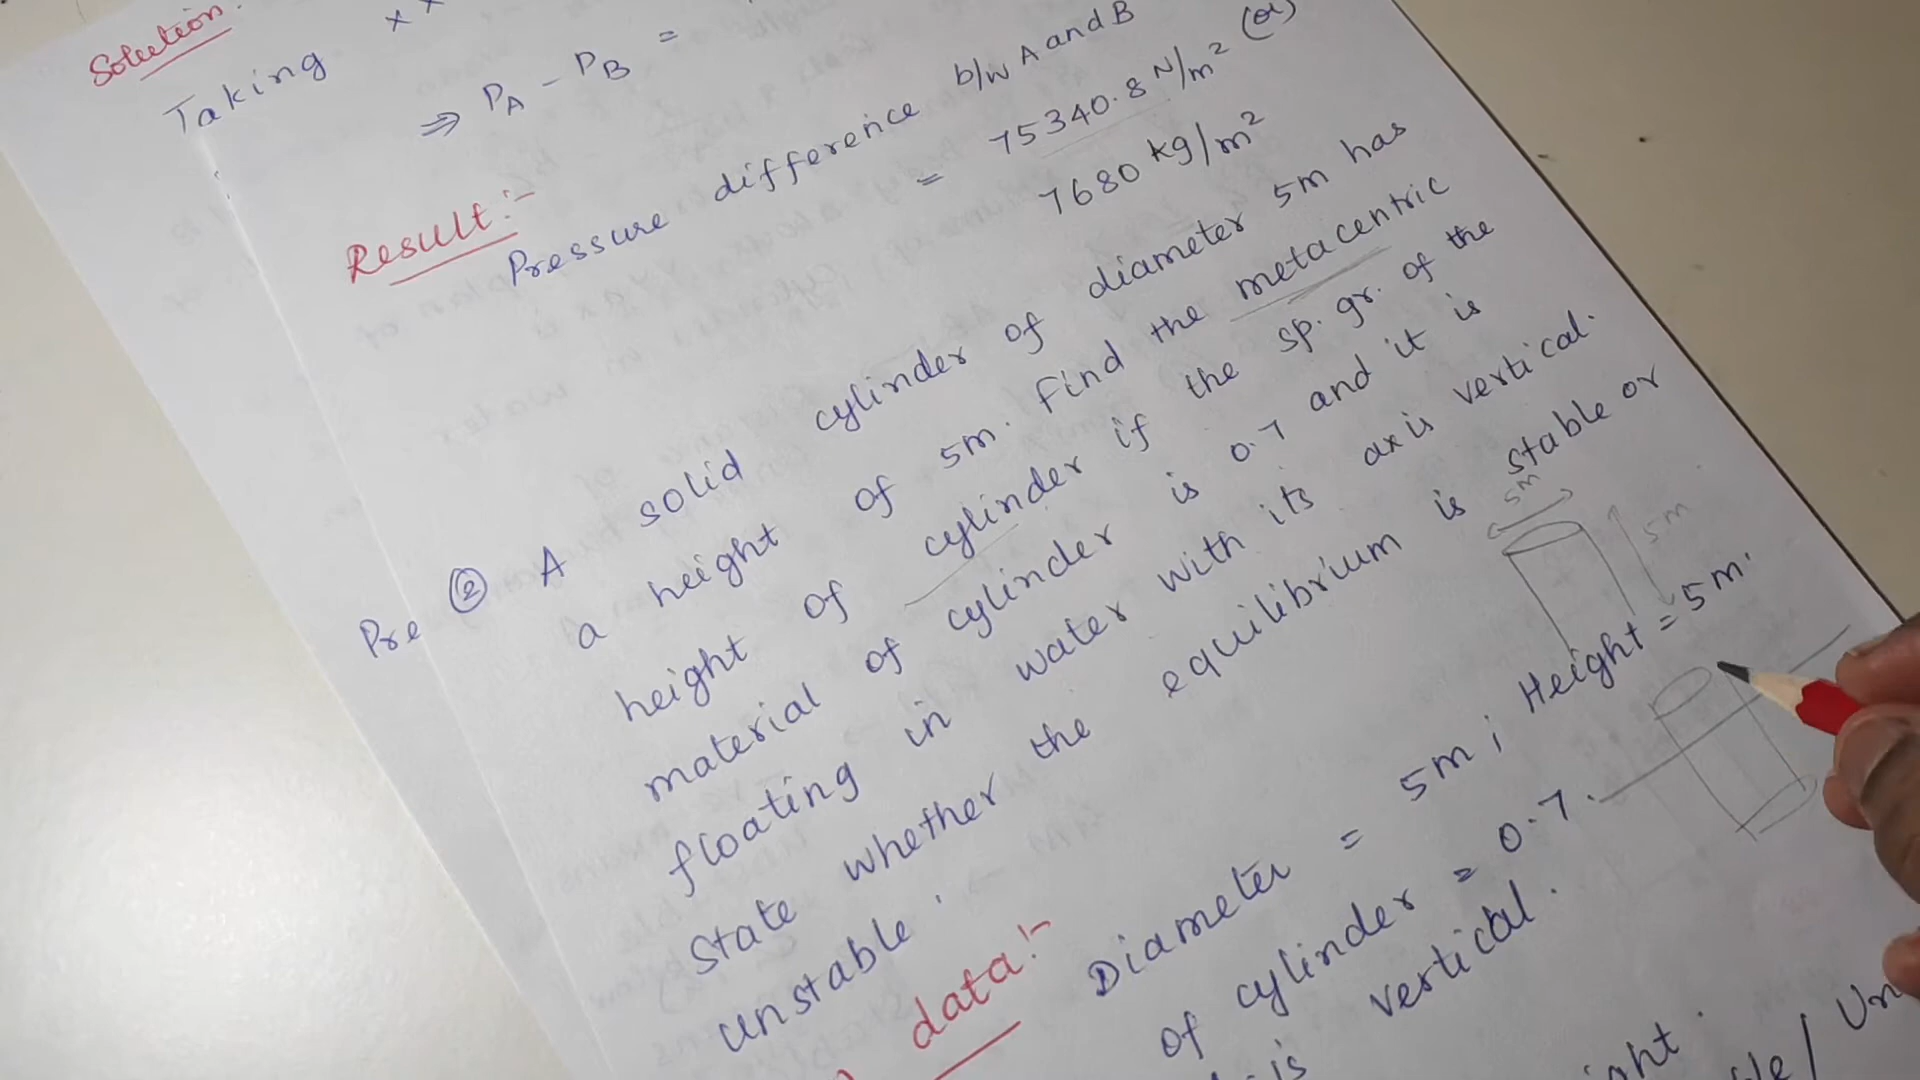 Solution:
Taking
⇒ PA - PB =
Result:-
Pressure difference b/w A and B
= 75340.8 N/m² (or)
7680 kg/m²
Pre
② A solid cylinder of diameter 5m has
a height of 5m. Find the metacentric
height of cylinder if the sp. gr. of the
material of cylinder is 0.7 and it is
floating in water with its axis vertical.
State whether the equilibrium is stable or
unstable.
5m
5m
data:- Diameter = 5m ; Height = 5m.
of cylinder = 0.7.
is vertical.